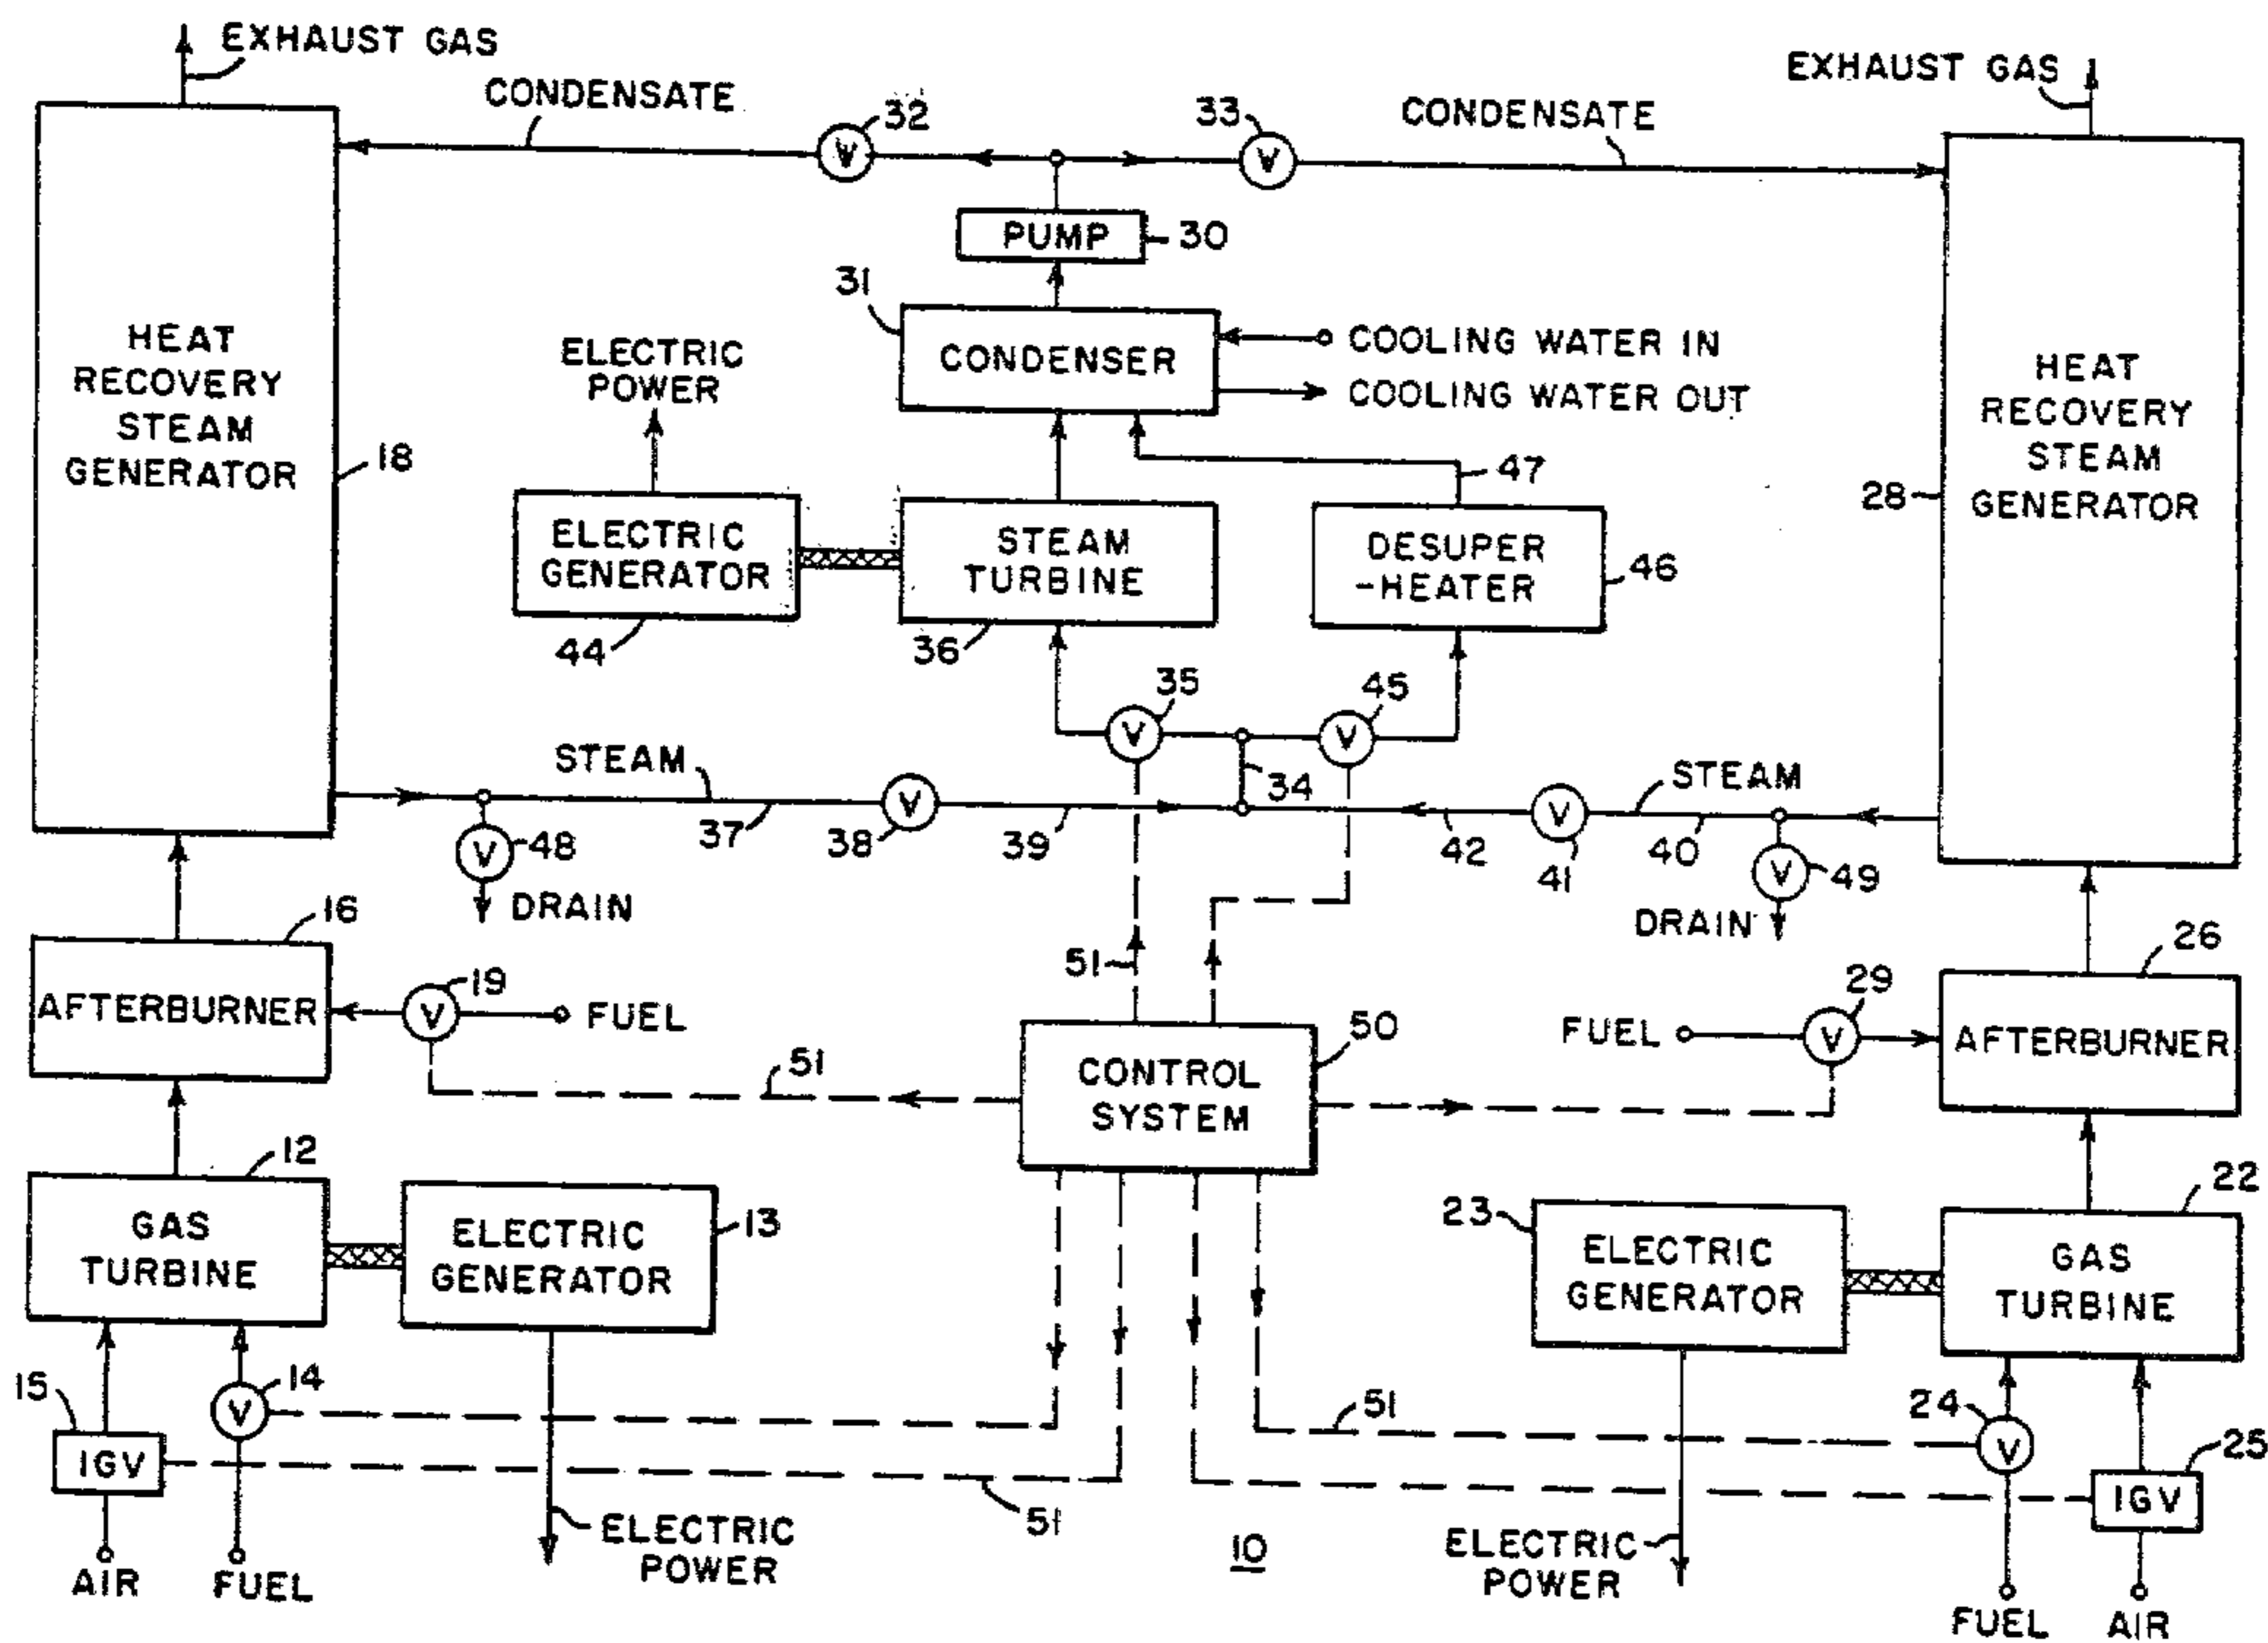 EXHAUST GAS
EXHAUST GAS
CONDENSATE
32
33
CONDENSATE
V
V
PUMP
30
31
CONDENSER
COOLING WATER IN
COOLING WATER OUT
HEAT
RECOVERY
STEAM
GENERATOR
18
ELECTRIC
POWER
HEAT
RECOVERY
STEAM
GENERATOR
28
47
ELECTRIC
GENERATOR
44
STEAM
TURBINE
36
DESUPER
-HEATER
46
35
45
V
V
34
STEAM
37
V
38
39
42
V
41
STEAM
40
V
48
DRAIN
V
49
DRAIN
16
AFTERBURNER
19
V
FUEL
51
51
CONTROL
SYSTEM
50
26
29
FUEL
V
AFTERBURNER
12
GAS
TURBINE
ELECTRIC
GENERATOR
13
23
ELECTRIC
GENERATOR
22
GAS
TURBINE
15
IGV
14
V
51
51
24
V
25
IGV
AIR
FUEL
ELECTRIC
POWER
10
ELECTRIC
POWER
FUEL
AIR